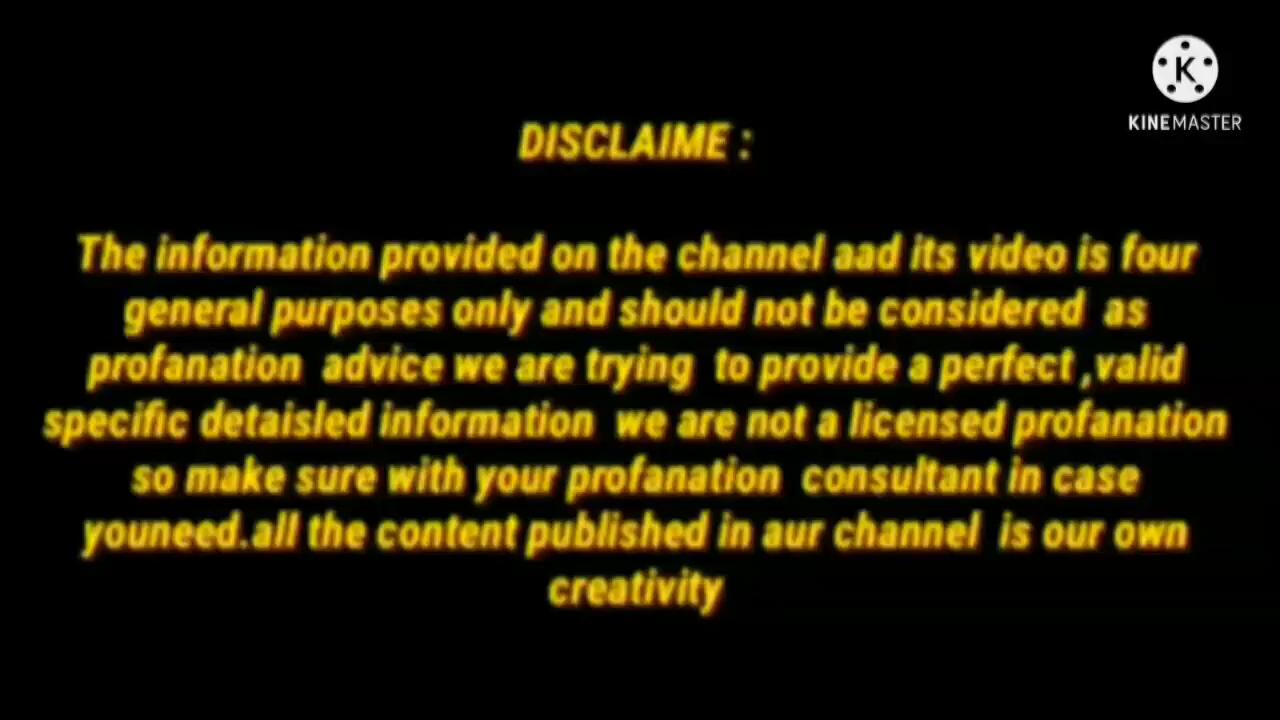 K
KINEMASTER
DISCLAIME :
The information provided on the channel aad its video is four
general purposes only and should not be considered as
profanation advice we are trying to provide a perfect ,valid
specific detaisled information we are not a licensed profanation
so make sure with your profanation consultant in case
youneed.all the content published in aur channel is our own
creativity